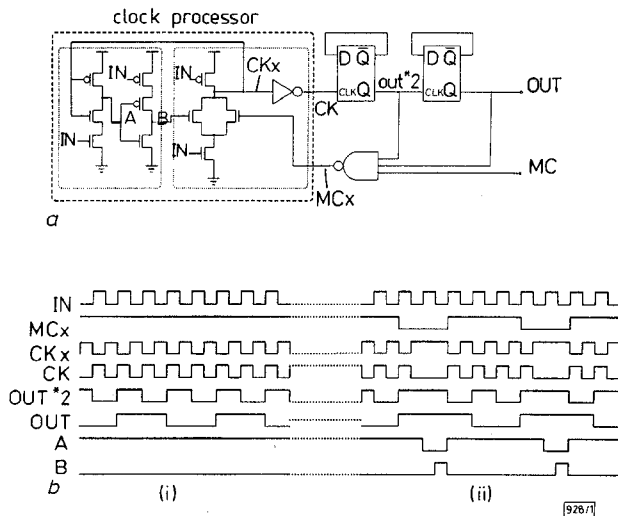 clock processor
IN
IN
CKx
D Q̄
D Q̄
out*2
OUT
A
B
CK
CLK Q
CLK Q
IN
IN
MC
MCx
a
IN
MCx
CKx
CK
OUT*2
OUT
A
B
b
(i)
(ii)
928/1